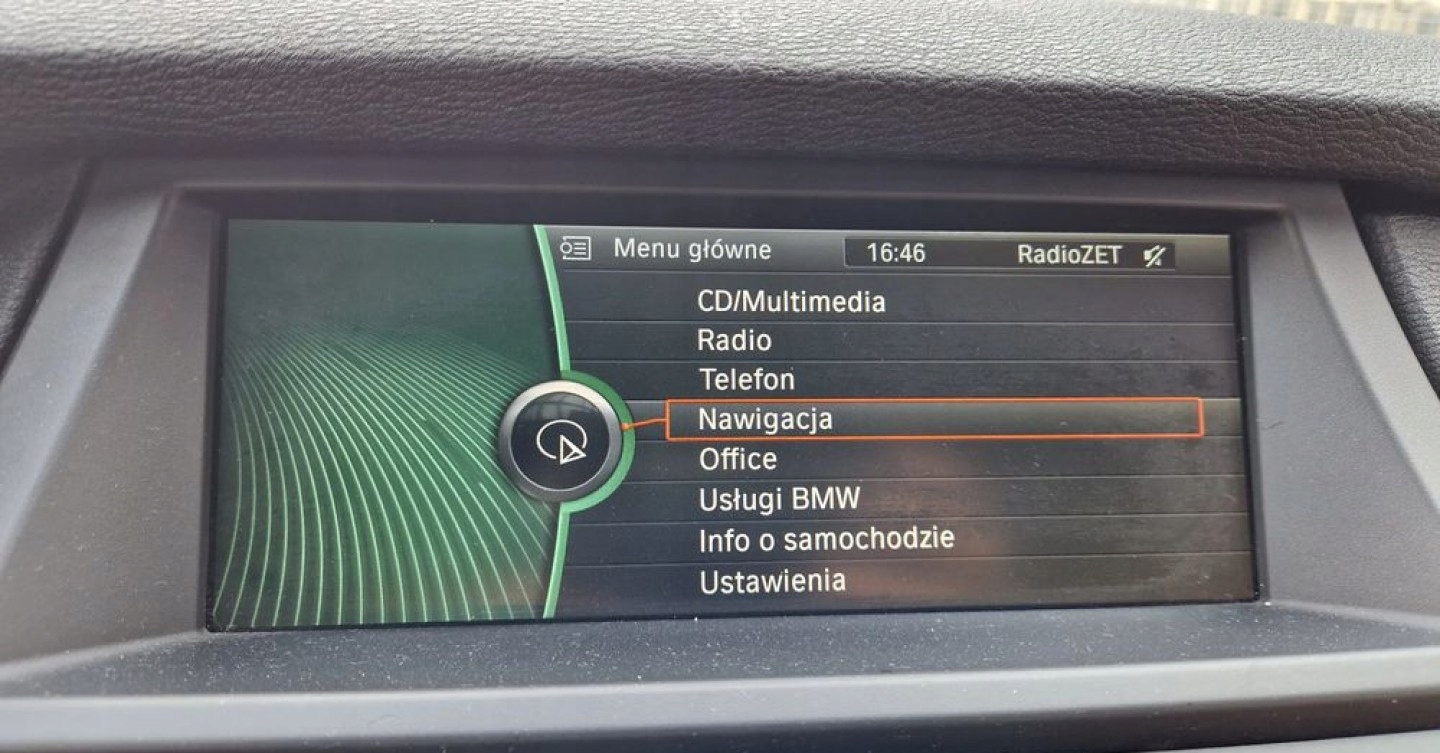 Menu główne 16:46 RadioZET
CD/Multimedia
Radio
Telefon
Nawigacja
Office
Usługi BMW
Info o samochodzie
Ustawienia